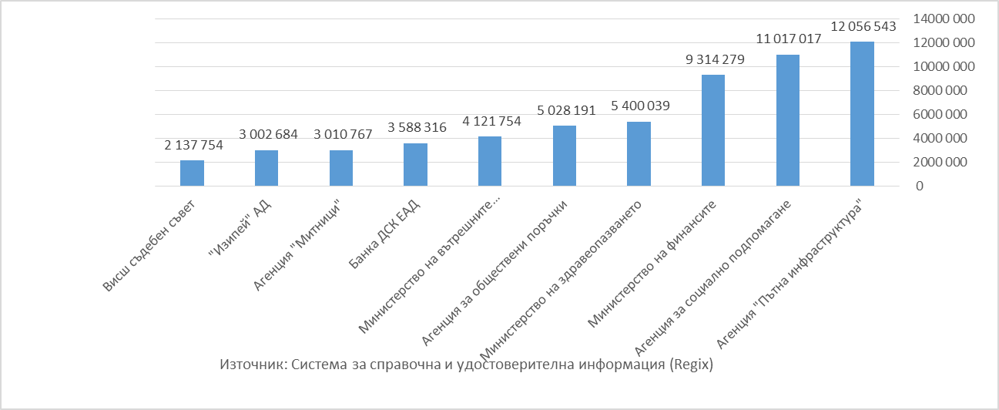 14000 000
12000 000
10000 000
8000 000
6000 000
4000 000
2000 000
0
2 137 754
3 002 684
3 010 767
3 588 316
4 121 754
5 028 191
5 400 039
9 314 279
11 017 017
12 056 543
Висш съдебен съвет
"Изипей" АД
Агенция "Митници"
Банка ДСК ЕАД
Министерство на вътрешните...
Агенция за обществени поръчки
Министерство на здравеопазването
Министерство на финансите
Агенция за социално подпомагане
Агенция "Пътна инфраструктура"
Източник: Система за справочна и удостоверителна информация (Regix)